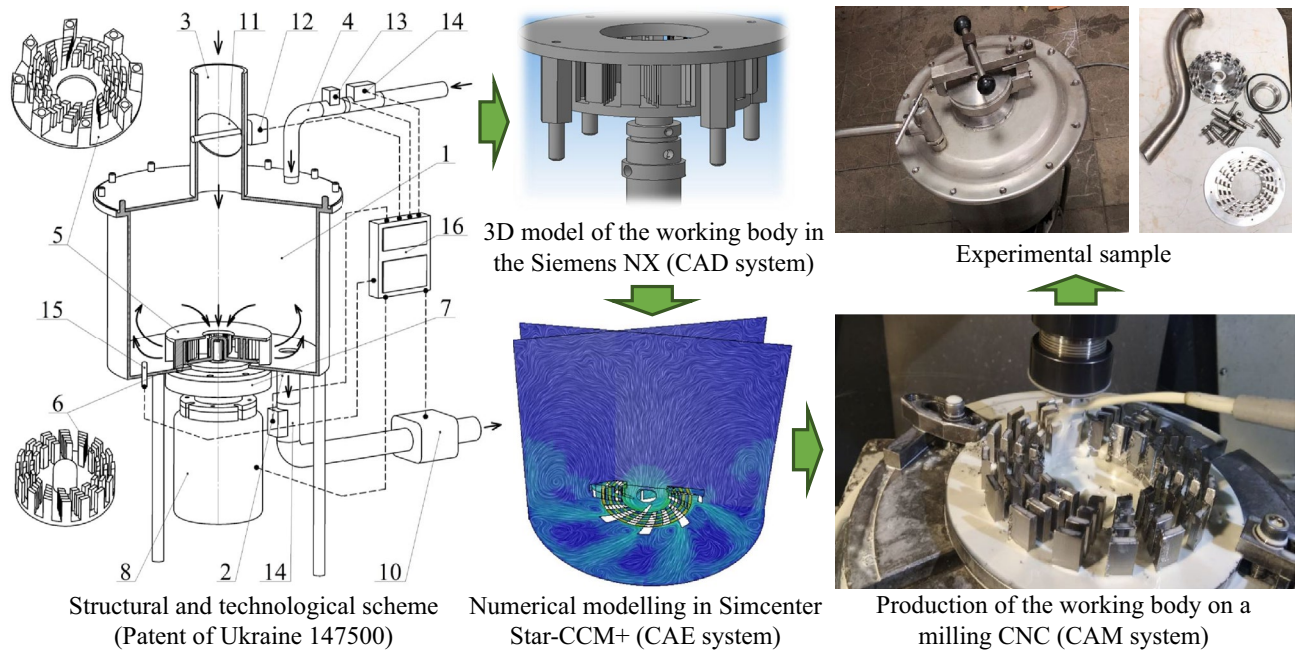 3 11 12 4 13 14
1
16
5
7
15
6
8 2 14 10
Structural and technological scheme
(Patent of Ukraine 147500)
3D model of the working body in
the Siemens NX (CAD system)
Numerical modelling in Simcenter
Star-CCM+ (CAE system)
Experimental sample
Production of the working body on a
milling CNC (CAM system)